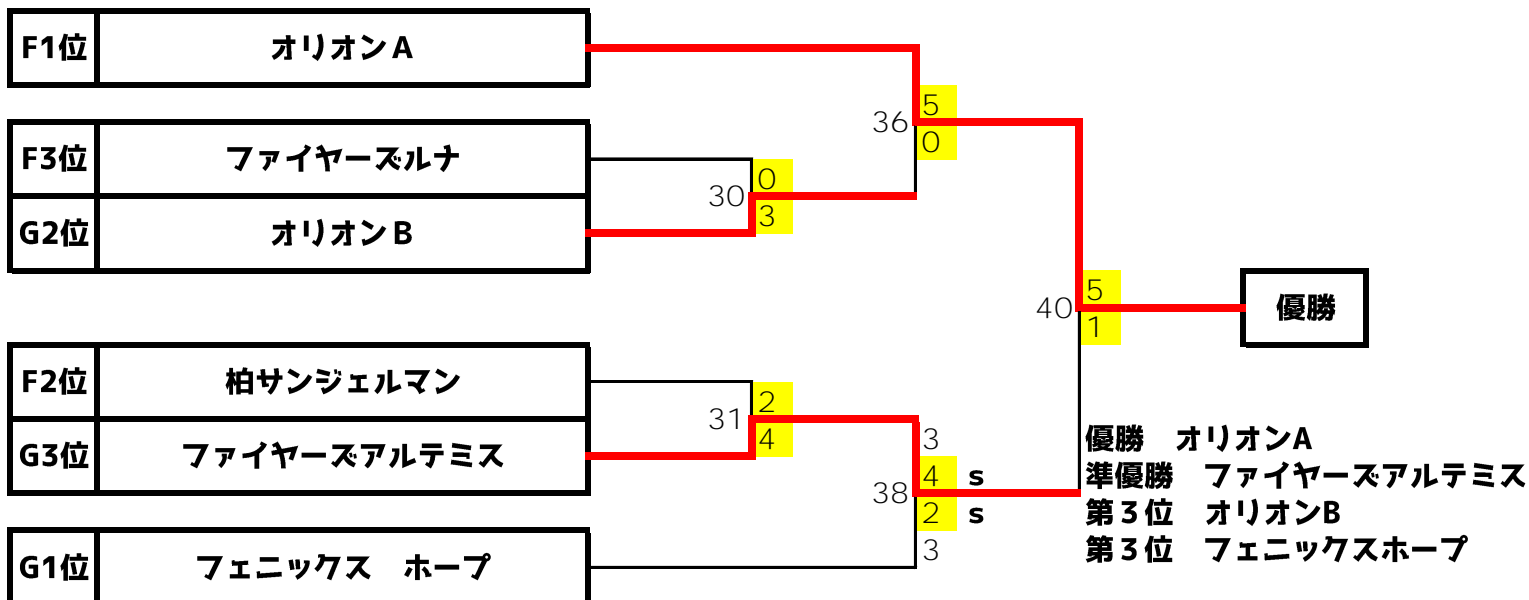 F1位 オリオンA
F3位 ファイヤーズルナ
G2位 オリオンB
F2位 柏サンジェルマン
G3位 ファイヤーズアルテミス
G1位 フェニックス　ホープ
30
0
3
31
2
4
36
5
0
38
3
4 s
2 s
3
40
5
1
優勝
優勝　オリオンA
準優勝　ファイヤーズアルテミス
第３位　オリオンB
第３位　フェニックスホープ